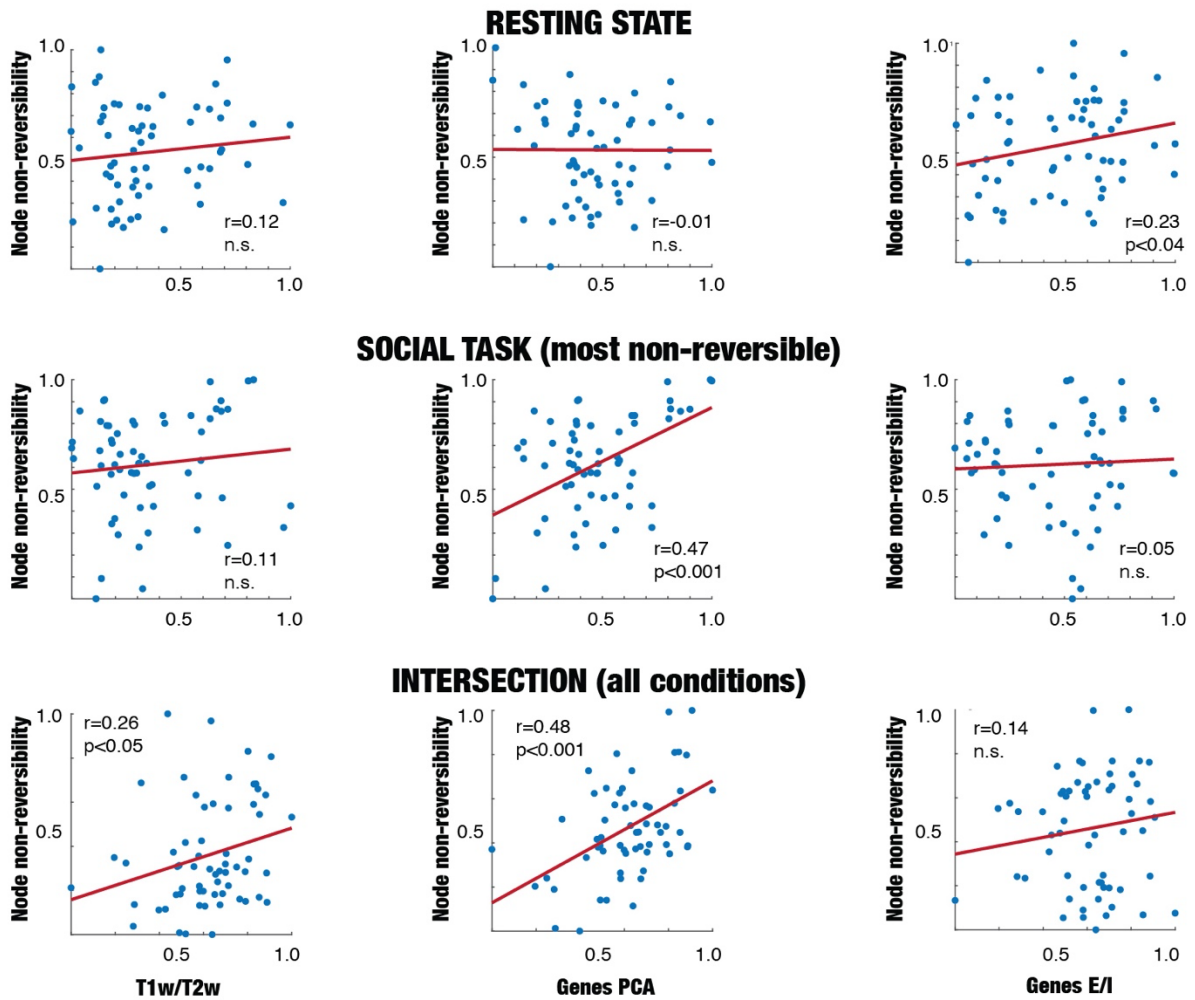 RESTING STATE
Node non-reversibility
1.0
0.5
r=0.12
n.s.
0.5
1.0
Node non-reversibility
1.0
0.5
r=-0.01
n.s.
0.5
1.0
Node non-reversibility
1.0
0.5
r=0.23
p<0.04
0.5
1.0
SOCIAL TASK (most non-reversible)
Node non-reversibility
1.0
0.5
r=0.11
n.s.
0.5
1.0
Node non-reversibility
1.0
0.5
r=0.47
p<0.001
0.5
1.0
Node non-reversibility
1.0
0.5
r=0.05
n.s.
0.5
1.0
INTERSECTION (all conditions)
Node non-reversibility
1.0
r=0.26
p<0.05
0.5
0.5
1.0
T1w/T2w
Node non-reversibility
1.0
r=0.48
p<0.001
0.5
0.5
1.0
Genes PCA
Node non-reversibility
1.0
r=0.14
n.s.
0.5
0.5
1.0
Genes E/I